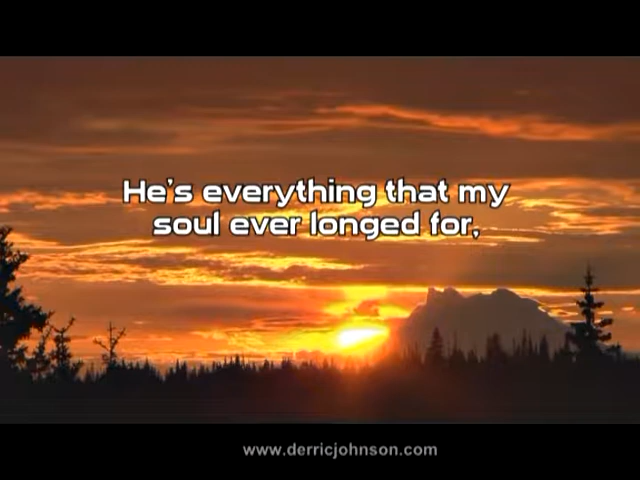 He's everything that my
soul ever longed for,
www.derricjohnson.com